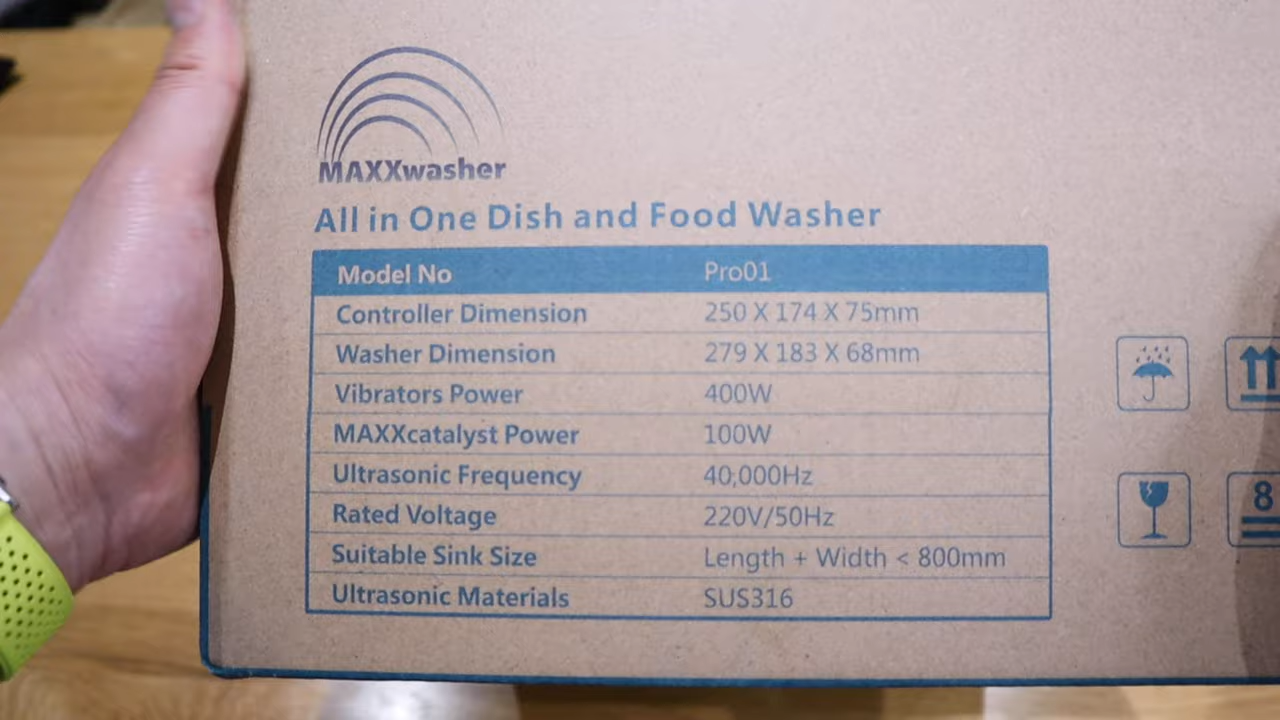 MAXXwasher
All in One Dish and Food Washer
Model No Pro01
Controller Dimension 250 X 174 X 75mm
Washer Dimension 279 X 183 X 68mm
Vibrators Power 400W
MAXXcatalyst Power 100W
Ultrasonic Frequency 40,000Hz
Rated Voltage 220V/50Hz
Suitable Sink Size Length + Width < 800mm
Ultrasonic Materials SUS316
8